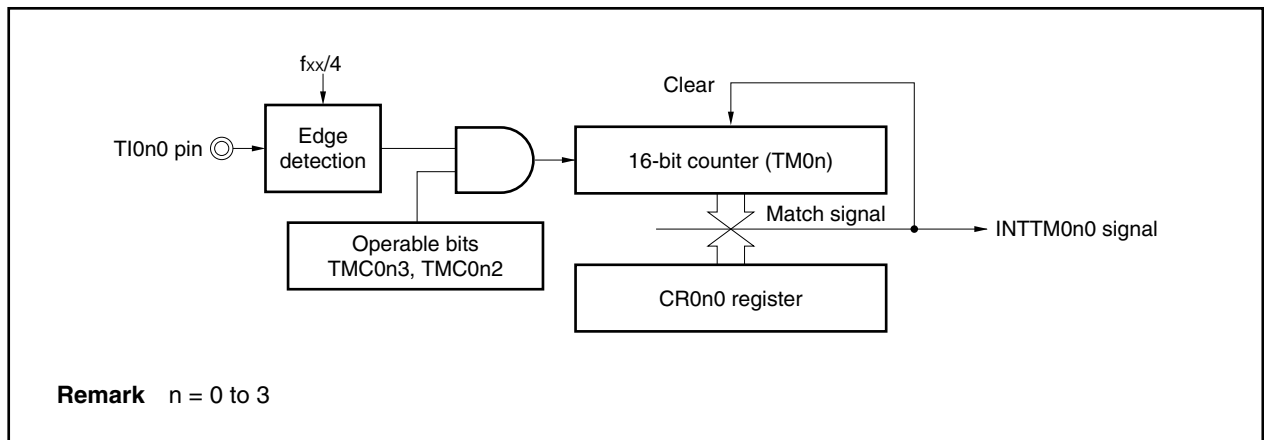 fxx/4
Clear
TI0n0 pin
Edge
detection
16-bit counter (TM0n)
Match signal
INTTM0n0 signal
Operable bits
TMC0n3, TMC0n2
CR0n0 register
Remark n = 0 to 3